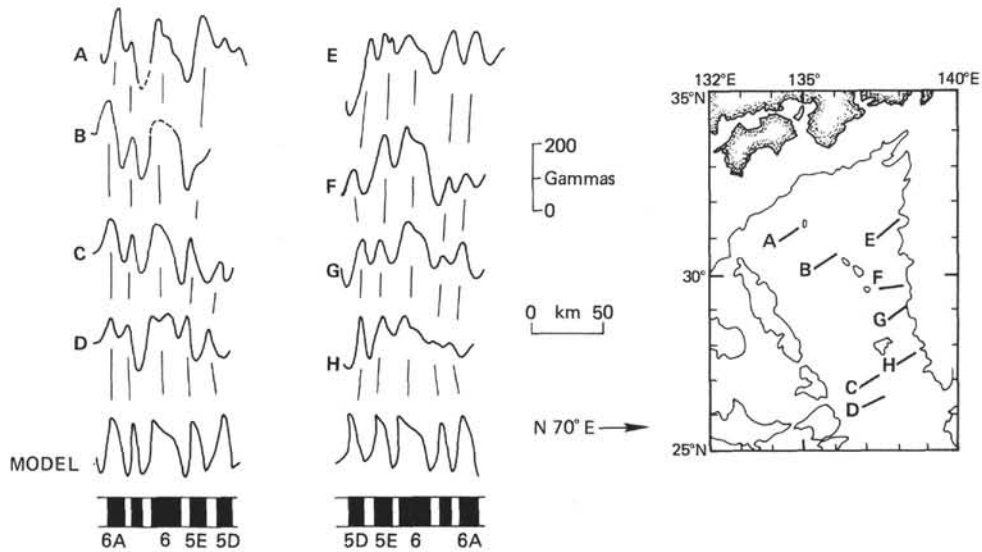 A
B
C
D
MODEL
6A 6 5E 5D
E
F
G
H
5D 5E 6 6A
200
Gammas
0
0 km 50
N 70° E
132°E 135° 140°E
35°N
30°
25°N
A
B
E
F
G
H
C
D